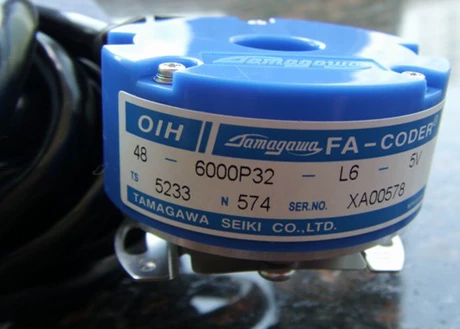 Tamagawa
OIH Tamagawa FA-CODER®
48 - 6000P32 - L6 - 5V
TS 5233 N 574 SER.NO. XA00578
TAMAGAWA SEIKI CO.,LTD.